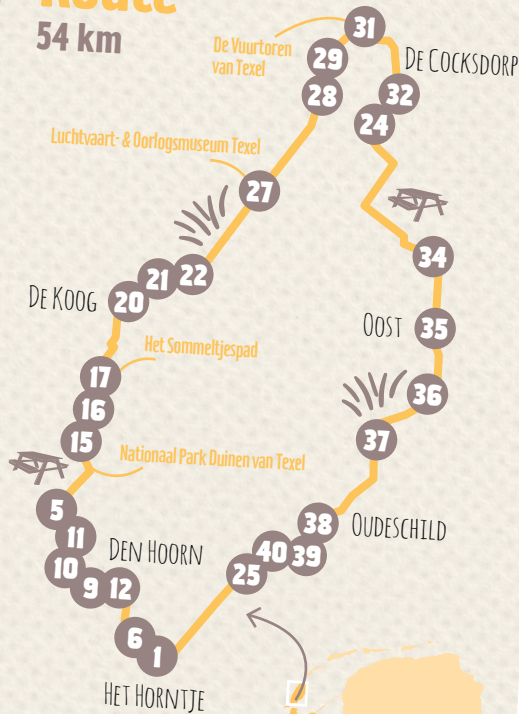 Route
54 km
31
De Vuurtoren
van Texel
29
De Cocksdorp
28
32
24
Luchtvaart- & Oorlogsmuseum Texel
27
34
21
22
De Koog
20
Oost
35
Het Sommeltjespad
17
36
16
15
37
Nationaal Park Duinen van Texel
5
38
Oudeschild
11
Den Hoorn
40
39
10
25
9
12
6
1
Het Horntje